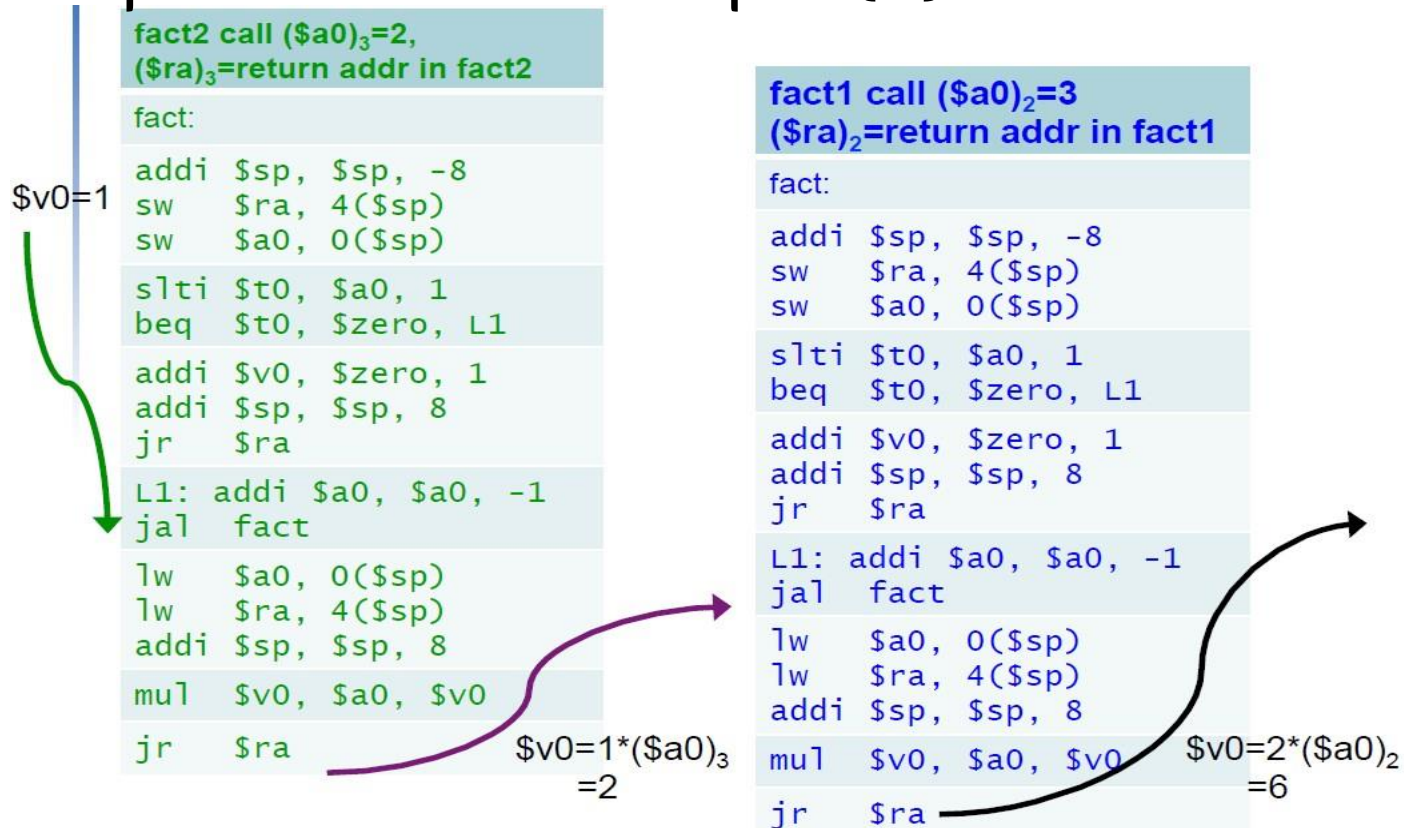 $v0=1
fact2 call ($a0)₃=2,
($ra)₃=return addr in fact2
fact:
addi $sp, $sp, -8
sw $ra, 4($sp)
sw $a0, 0($sp)
slti $t0, $a0, 1
beq $t0, $zero, L1
addi $v0, $zero, 1
addi $sp, $sp, 8
jr $ra
L1: addi $a0, $a0, -1
jal fact
lw $a0, 0($sp)
lw $ra, 4($sp)
addi $sp, $sp, 8
mul $v0, $a0, $v0
jr $ra
$v0=1*($a0)₃
=2
fact1 call ($a0)₂=3
($ra)₂=return addr in fact1
fact:
addi $sp, $sp, -8
sw $ra, 4($sp)
sw $a0, 0($sp)
slti $t0, $a0, 1
beq $t0, $zero, L1
addi $v0, $zero, 1
addi $sp, $sp, 8
jr $ra
L1: addi $a0, $a0, -1
jal fact
lw $a0, 0($sp)
lw $ra, 4($sp)
addi $sp, $sp, 8
mul $v0, $a0, $v0
jr $ra
$v0=2*($a0)₂
=6